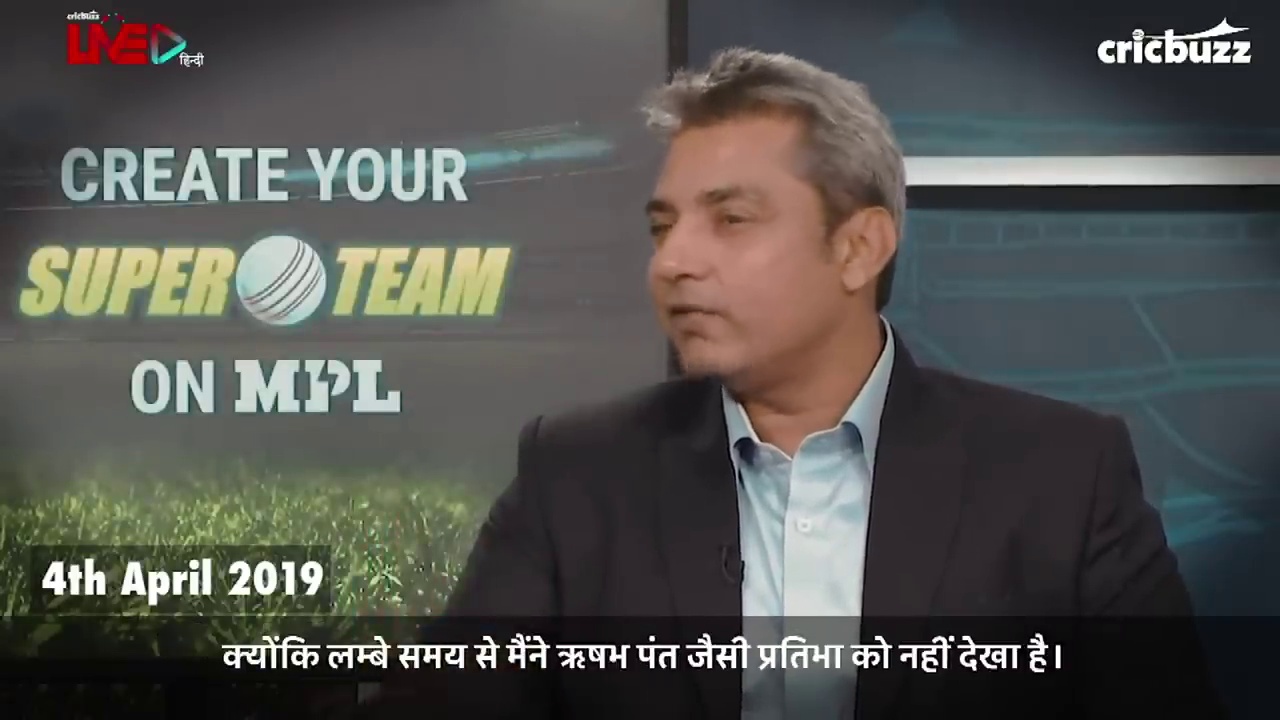 cricbuzz
LIVE
हिन्दी
cricbuzz
CREATE YOUR
SUPER TEAM
ON MPL
4th April 2019
क्योंकि लम्बे समय से मैंने ऋषभ पंत जैसी प्रतिभा को नहीं देखा है।